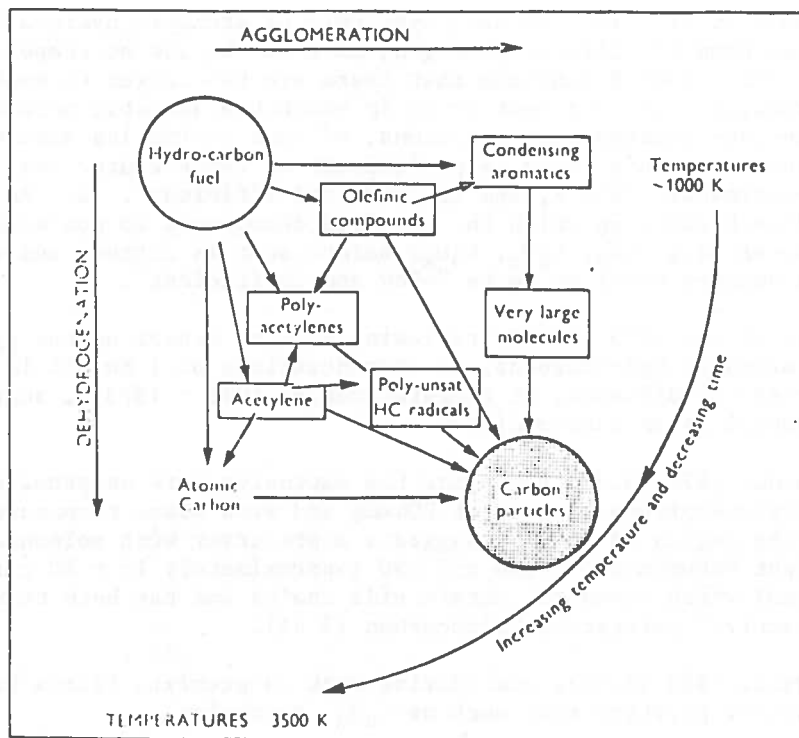 AGGLOMERATION
Hydro-carbon
fuel
Condensing
aromatics
Temperatures
~1000 K
Olefinic
compounds
DEHYDROGENATION
Poly-
acetylenes
Very large
molecules
Acetylene
Poly-unsat
HC radicals
Atomic
Carbon
Carbon
particles
Increasing temperature and decreasing time
TEMPERATURES 3500 K